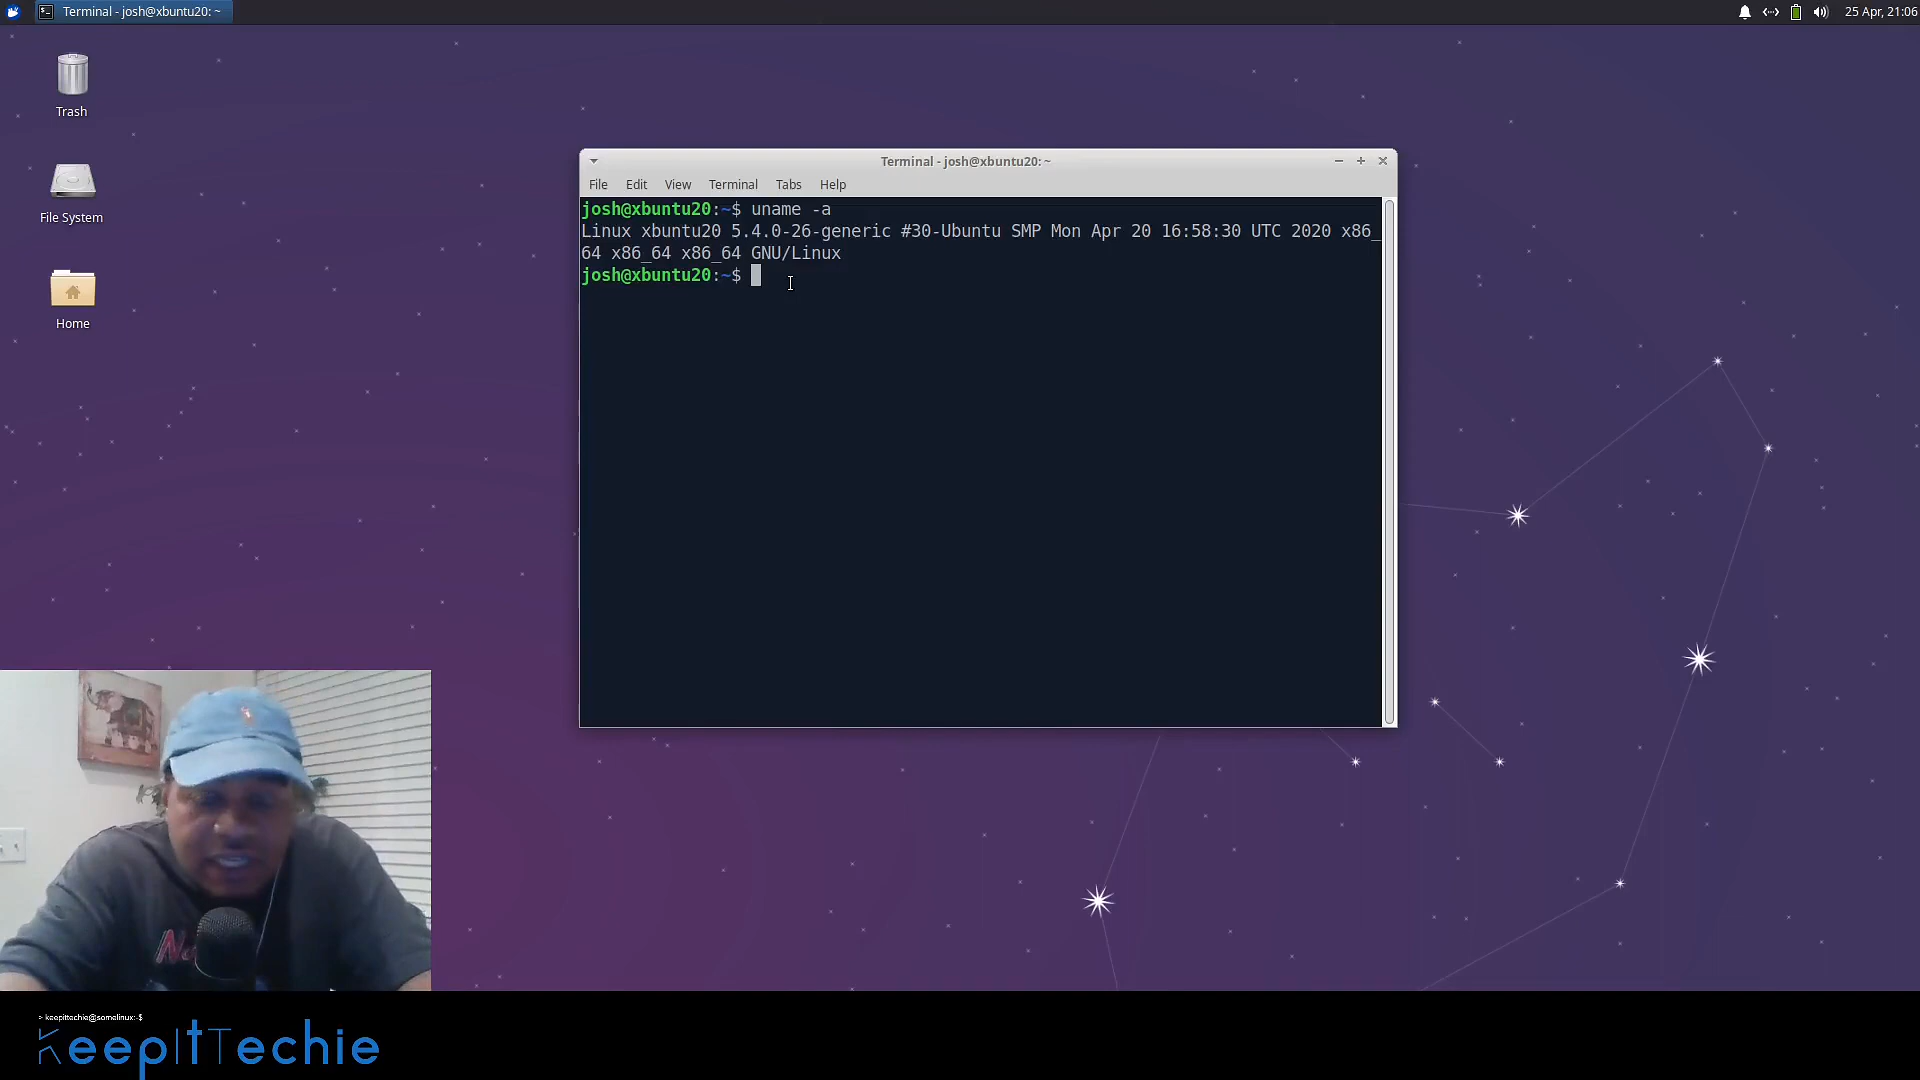 Terminal - josh@xbuntu20: ~
25 Apr, 21:06
Trash
File System
Home
Terminal - josh@xbuntu20: ~
File Edit View Terminal Tabs Help
josh@xbuntu20:~$ uname -a
Linux xbuntu20 5.4.0-26-generic #30-Ubuntu SMP Mon Apr 20 16:58:30 UTC 2020 x86_
64 x86_64 x86_64 GNU/Linux
josh@xbuntu20:~$
> keepittechie@somelinux:-$
KeepItTechie